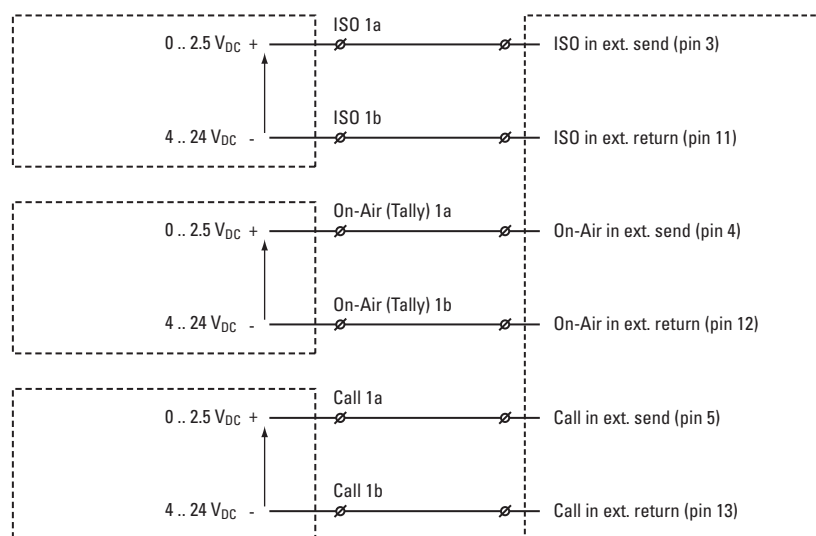 ISO 1a
0 .. 2.5 VDC + ISO in ext. send (pin 3)
ISO 1b
4 .. 24 VDC - ISO in ext. return (pin 11)
On-Air (Tally) 1a
0 .. 2.5 VDC + On-Air in ext. send (pin 4)
On-Air (Tally) 1b
4 .. 24 VDC - On-Air in ext. return (pin 12)
Call 1a
0 .. 2.5 VDC + Call in ext. send (pin 5)
Call 1b
4 .. 24 VDC - Call in ext. return (pin 13)